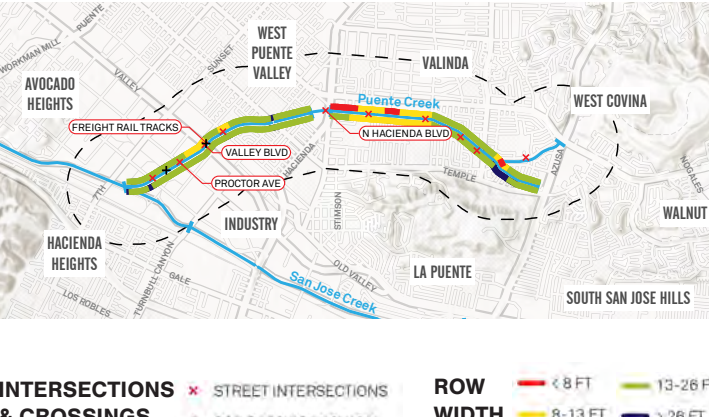 PUENTE
WORKMAN MILL
WEST
PUENTE
VALLEY
SUNSET
VALLEY
VALINDA
AVOCADO
HEIGHTS
WEST COVINA
Puente Creek
FREIGHT RAIL TRACKS
N HACIENDA BLVD
VALLEY BLVD
HACIENDA
AZUSA
NOGALES
TEMPLE
PROCTOR AVE
7TH
STIMSON
WALNUT
INDUSTRY
HACIENDA
HEIGHTS
TURNBULL CANYON
GALE
OLD VALLEY
LA PUENTE
San Jose Creek
LOS ROBLES
SOUTH SAN JOSE HILLS
INTERSECTIONS
& CROSSINGS
STREET INTERSECTIONS
ROW
WIDTH
< 8 FT
13-26 F
8-13 FT
> 26 FT